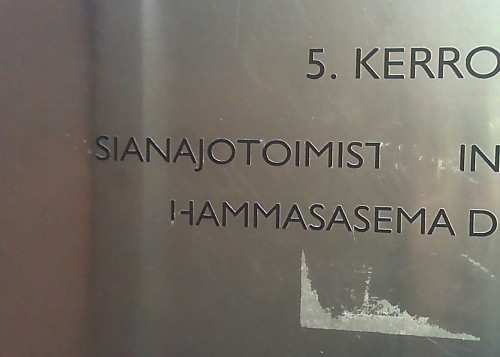 5. KERRO
SIANAJOTOIMIST IN
HAMMASASEMA D